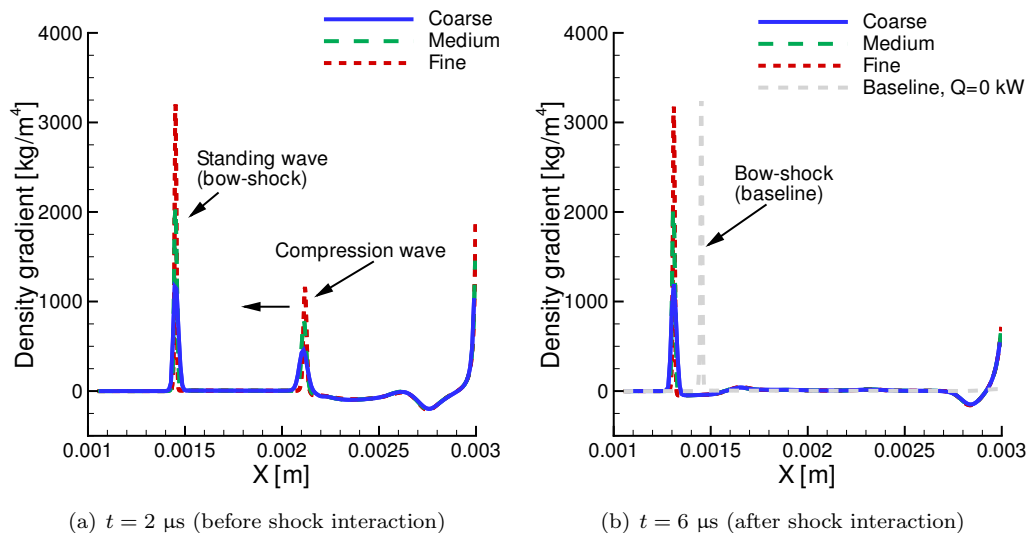 Coarse
Medium
Fine
4000
3000
2000
1000
0
Density gradient [kg/m⁴]
Standing wave
(bow-shock)
Compression wave
0.001
0.0015
0.002
0.0025
0.003
X [m]
(a) t = 2 µs (before shock interaction)
Coarse
Medium
Fine
Baseline, Q=0 kW
4000
3000
2000
1000
0
Density gradient [kg/m⁴]
Bow-shock
(baseline)
0.001
0.0015
0.002
0.0025
0.003
X [m]
(b) t = 6 µs (after shock interaction)